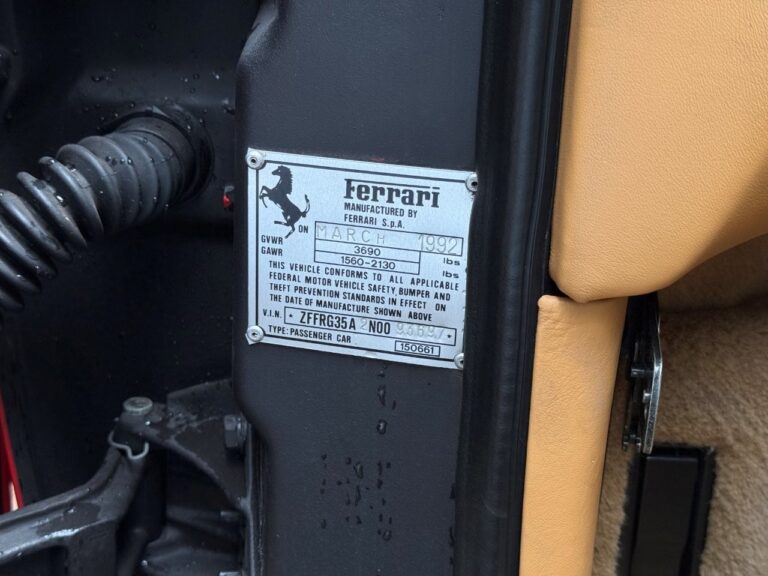 Ferrari
MANUFACTURED BY
FERRARI S.p.A.
ON MARCH 1992
GVWR 3690 lbs
GAWR 1560-2130 lbs
THIS VEHICLE CONFORMS TO ALL APPLICABLE
FEDERAL MOTOR VEHICLE SAFETY, BUMPER AND
THEFT PREVENTION STANDARDS IN EFFECT ON
THE DATE OF MANUFACTURE SHOWN ABOVE
V.I.N. * ZFFRG35A2N00
TYPE: PASSENGER CAR 150661